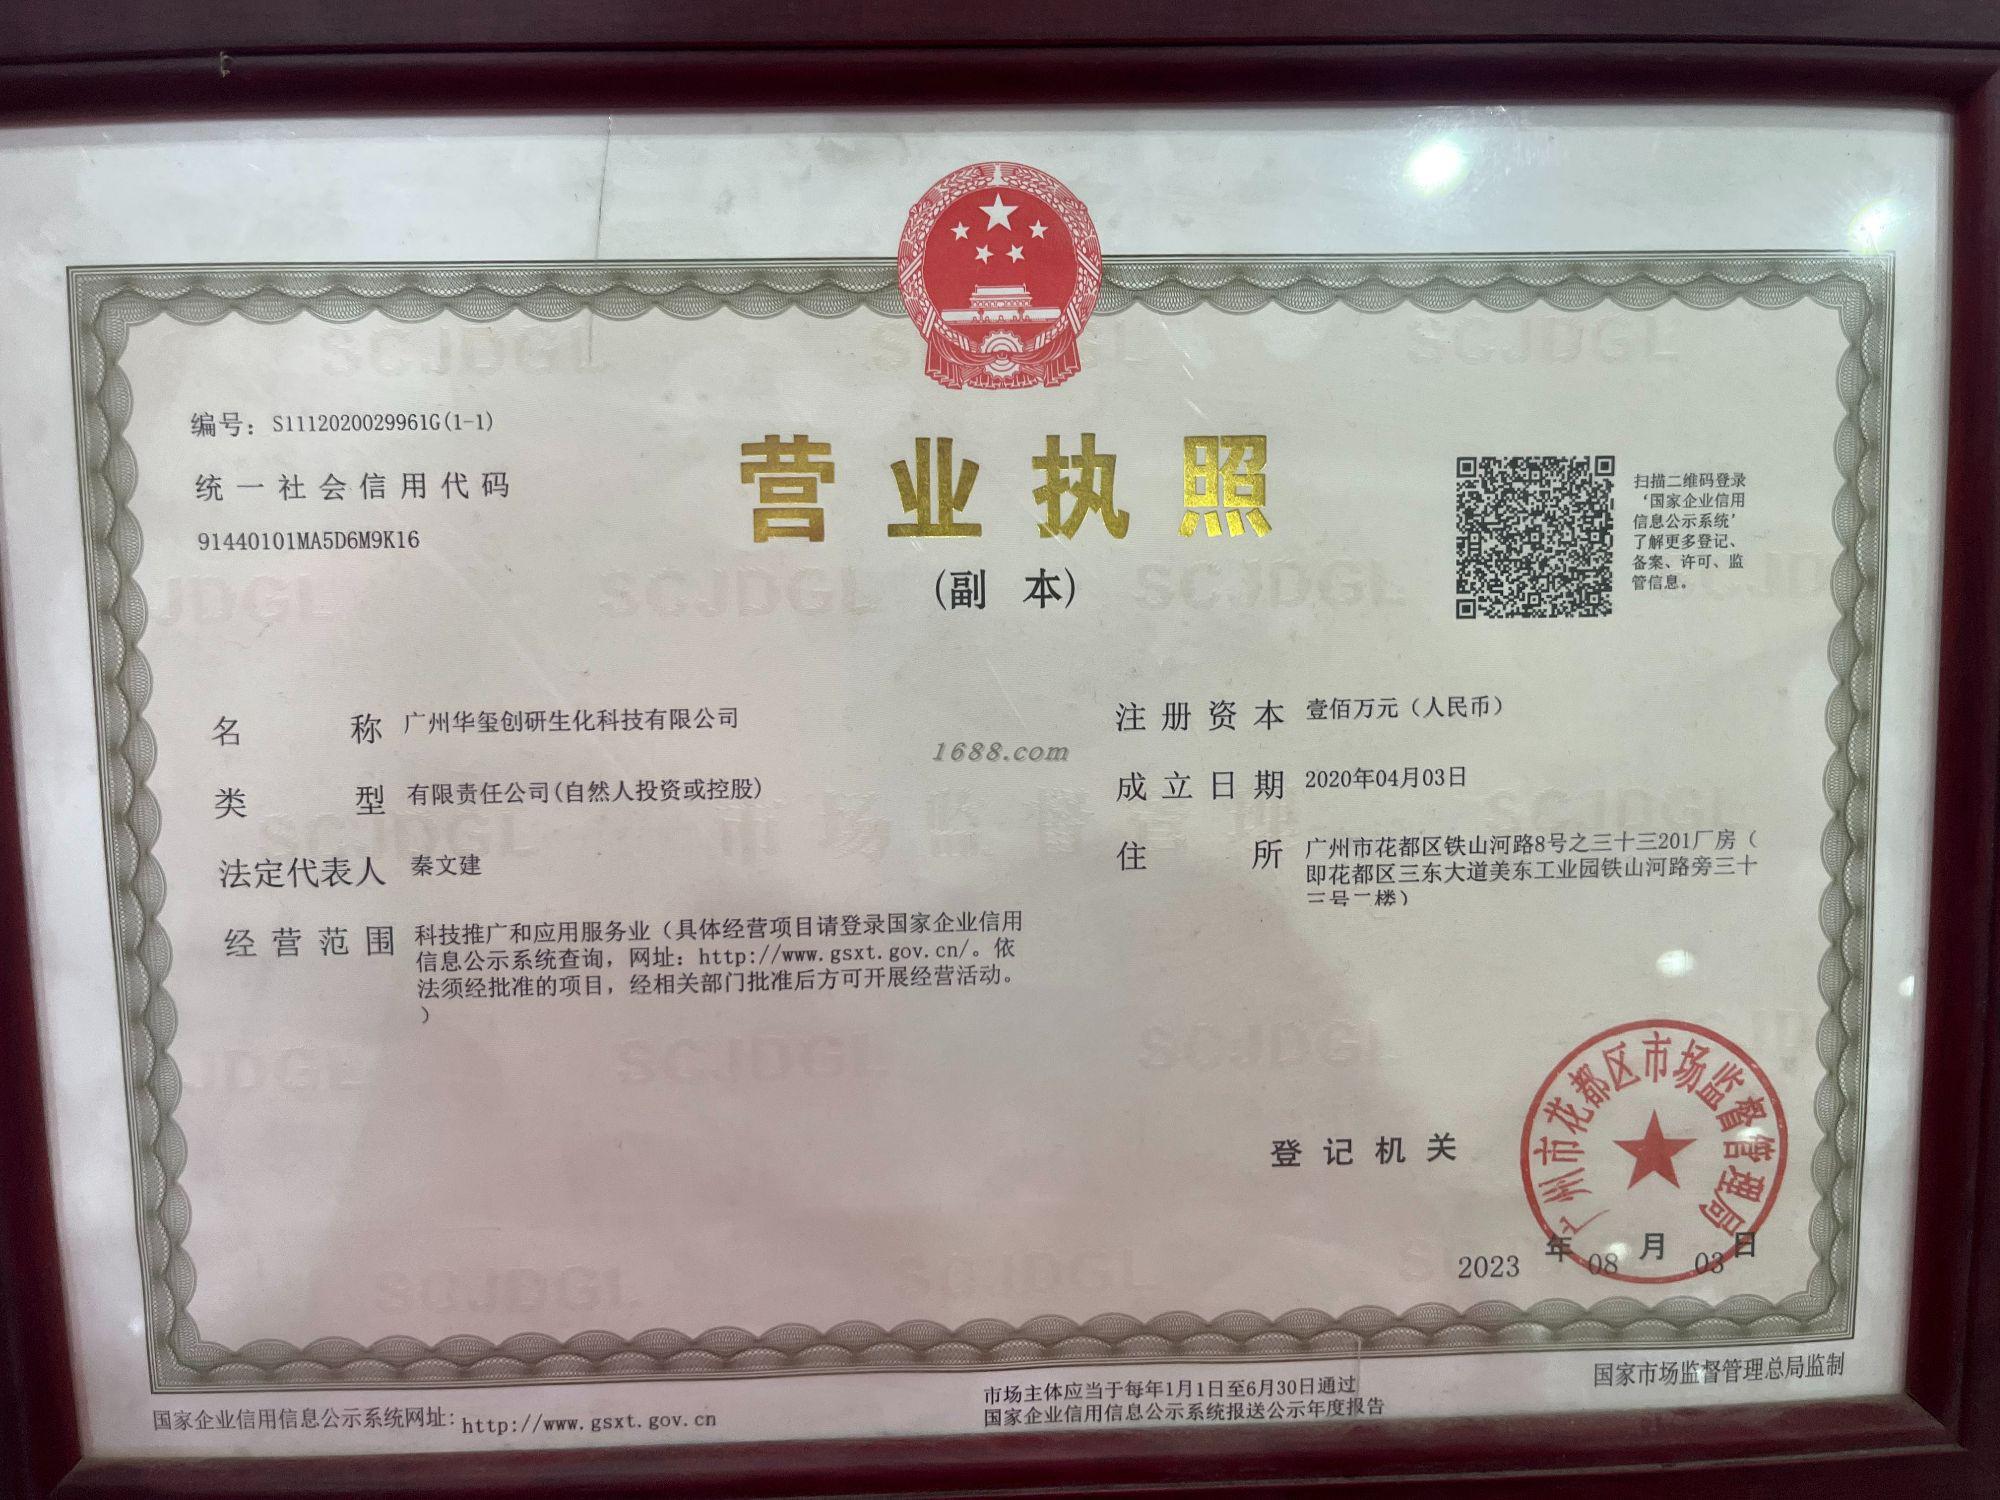 编号：S1112020029961G(1-1)
统一社会信用代码
91440101MA5D6M9K16
营业执照
(副 本)
扫描二维码登录
‘国家企业信用
信息公示系统’
了解更多登记、
备案、许可、监
管信息。
名 称 广州华玺创研生化科技有限公司
类 型 有限责任公司(自然人投资或控股)
法定代表人 秦文建
经营范围 科技推广和应用服务业（具体经营项目请登录国家企业信用
信息公示系统查询，网址：http://www.gsxt.gov.cn/。依
法须经批准的项目，经相关部门批准后方可开展经营活动。
）
1688.com
注册资本 壹佰万元（人民币）
成立日期 2020年04月03日
住 所 广州市花都区铁山河路8号之三十三201厂房（
即花都区三东大道美东工业园铁山河路旁三十
三号二楼）
登记机关
广州市花都区市场监督管理局
2023 年 08 月 03 日
国家企业信用信息公示系统网址：http://www.gsxt.gov.cn
市场主体应当于每年1月1日至6月30日通过
国家企业信用信息公示系统报送公示年度报告
国家市场监督管理总局监制
SCJDGL
SCJDGL
SCJDGL
SCJDGL
SCJDGL
SCJDGL
SCJDGL
SCJDGL